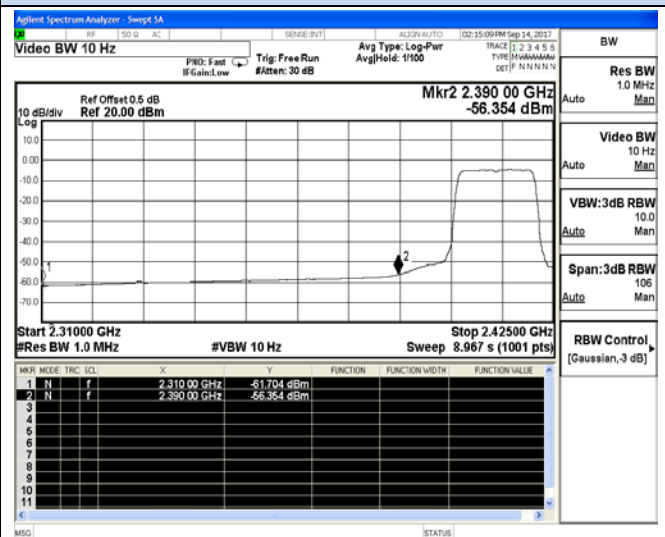 Agilent Spectrum Analyzer - Swept SA
RF 50 Ω AC SENSE:INT ALIGN AUTO 02:15:09 PM Sep 14, 2017
Video BW 10 Hz
PNO: Fast
IFGain:Low
Trig: Free Run
#Atten: 30 dB
Avg Type: Log-Pwr
Avg|Hold: 1/100
TRACE 1 2 3 4 5 6
TYPE
DET P N N N N N
Ref Offset 0.5 dB
10 dB/div Ref 20.00 dBm
Mkr2 2.390 00 GHz
-56.354 dBm
Log
10.0
0.00
-10.0
-20.0
-30.0
-40.0
-50.0
-60.0
-70.0
1
2
Start 2.31000 GHz Stop 2.42500 GHz
#Res BW 1.0 MHz #VBW 10 Hz Sweep 8.967 s (1001 pts)
MKR MODE TRC SCL X Y FUNCTION FUNCTION WIDTH FUNCTION VALUE
1 N f 2.310 00 GHz -61.704 dBm
2 N f 2.390 00 GHz -56.354 dBm
3
4
5
6
7
8
9
10
11
MSG STATUS
BW
Res BW
1.0 MHz
Auto Man
Video BW
10 Hz
Auto Man
VBW:3dB RBW
10.0
Auto Man
Span:3dB RBW
106
Auto Man
RBW Control
[Gaussian,-3 dB]